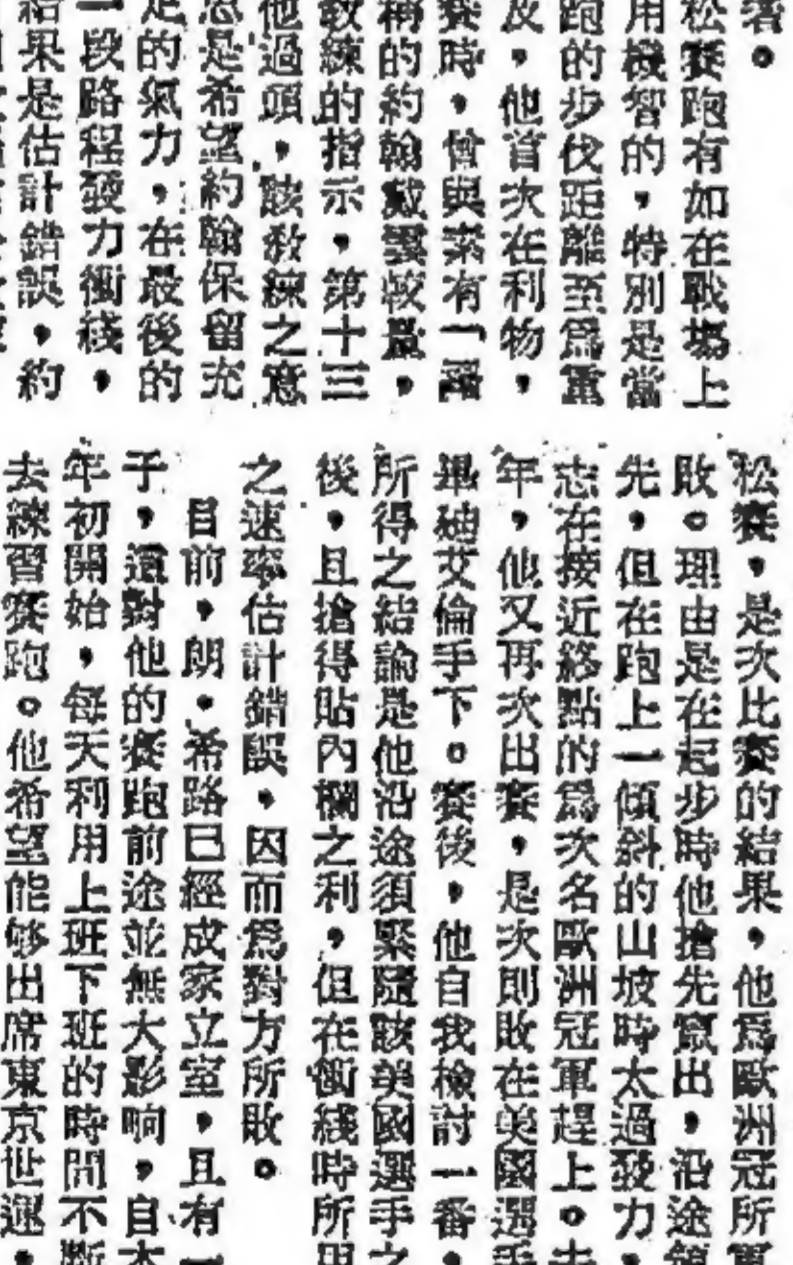 者。
松賽跑有如在戰塲上
用機智的，特別是當
跑的步伐距離至爲重
及，他首次在利物，
賽時，曾與素有「
稱的約翰戴雲較量，
教練的指示，第十三
他過頭，該教練之意
思是希望約翰保留充
足的氣力，在最後的
一段路程發力衝綫，
結果是估計錯誤，約
松賽，是次比賽的結果，他爲歐洲冠所軍
敗。理由是在起步時他搶先竄出，沿途領
先，但在跑上一傾斜的山坡時太過發力，
志在接近終點的爲次名歐洲冠軍趕上。去
年，他又再次出賽，是次則敗在美國選手
畢砌艾倫手下。賽後，他自我檢討一番，
所得之結論是他沿途須緊隨該美國選手之
後，且搶得貼內欄之利，但在衝綫時所用
之速率估計錯誤，因而爲對方所敗。
目前，朗．希路已經成家立室，且有一
子，這對他的賽跑前途並無大影响，自本
年初開始，每天利用上班下班的時間不斷
去練習賽跑。他希望能够出席東京世運，